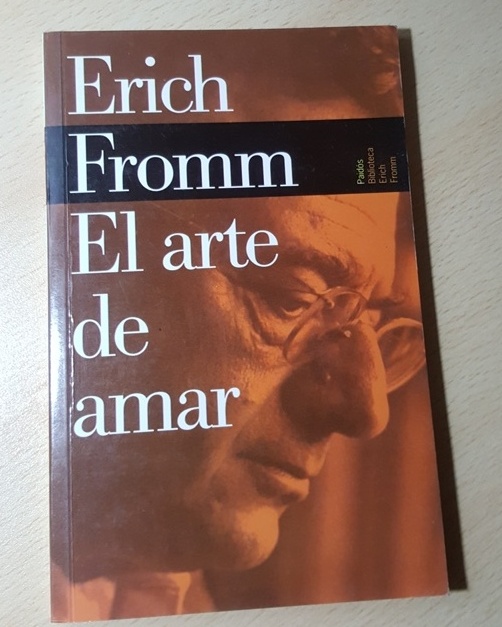 Erich
Fromm
El arte
de
amar
Paidós
Biblioteca
Erich
Fromm